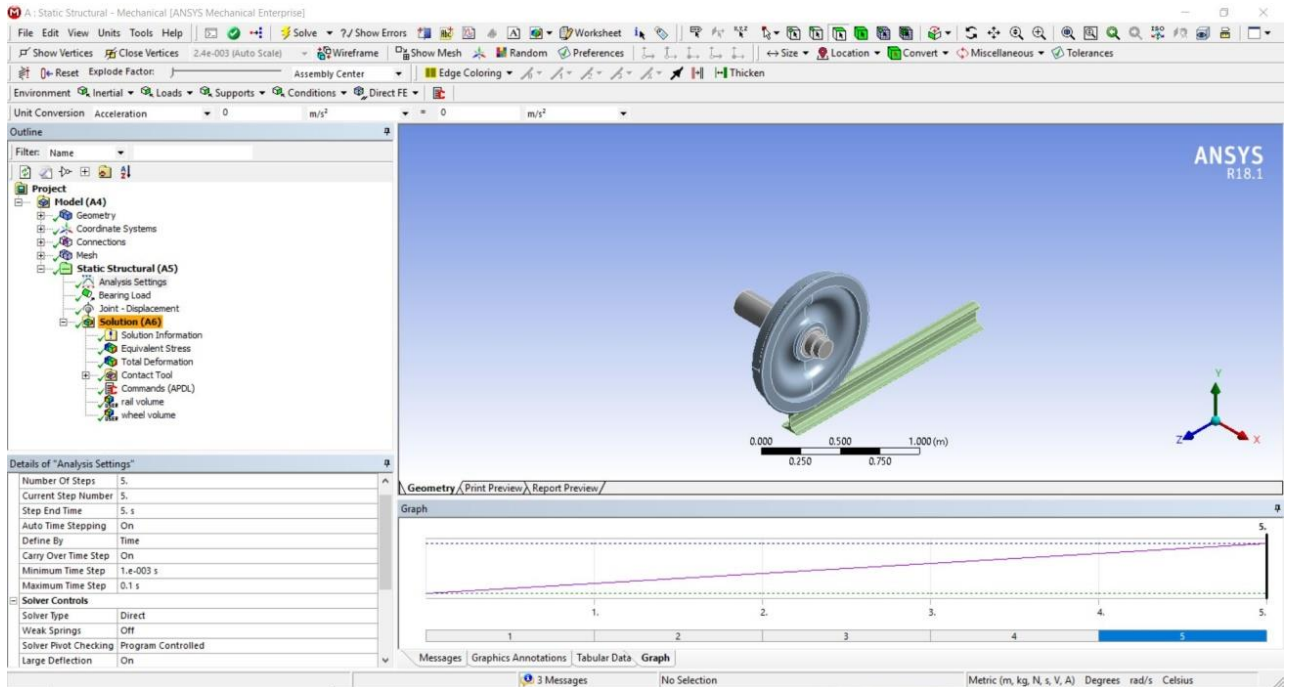 A : Static Structural - Mechanical [ANSYS Mechanical Enterprise]
File Edit View Units Tools Help Solve ?/ Show Errors Worksheet
Show Vertices Close Vertices 2.4e-003 (Auto Scale) Wireframe Show Mesh Random Preferences Size Location Convert Miscellaneous Tolerances
Reset Explode Factor: Assembly Center Edge Coloring Thicken
Environment Inertial Loads Supports Conditions Direct FE
Unit Conversion Acceleration 0 m/s² = 0 m/s²
Outline
Filter: Name
Project
Model (A4)
Geometry
Coordinate Systems
Connections
Mesh
Static Structural (A5)
Analysis Settings
Bearing Load
Joint - Displacement
Solution (A6)
Solution Information
Equivalent Stress
Total Deformation
Contact Tool
Commands (APDL)
rail volume
wheel volume
Details of "Analysis Settings"
Number Of Steps 5.
Current Step Number 5.
Step End Time 5. s
Auto Time Stepping On
Define By Time
Carry Over Time Step On
Minimum Time Step 1.e-003 s
Maximum Time Step 0.1 s
Solver Controls
Solver Type Direct
Weak Springs Off
Solver Pivot Checking Program Controlled
Large Deflection On
ANSYS
R18.1
0.000 0.500 1.000 (m)
0.250 0.750
Y
Z X
Geometry Print Preview Report Preview
Graph
5.
1. 2. 3. 4. 5.
1 2 3 4 5
Messages Graphics Annotations Tabular Data Graph
3 Messages No Selection Metric (m, kg, N, s, V, A) Degrees rad/s Celsius